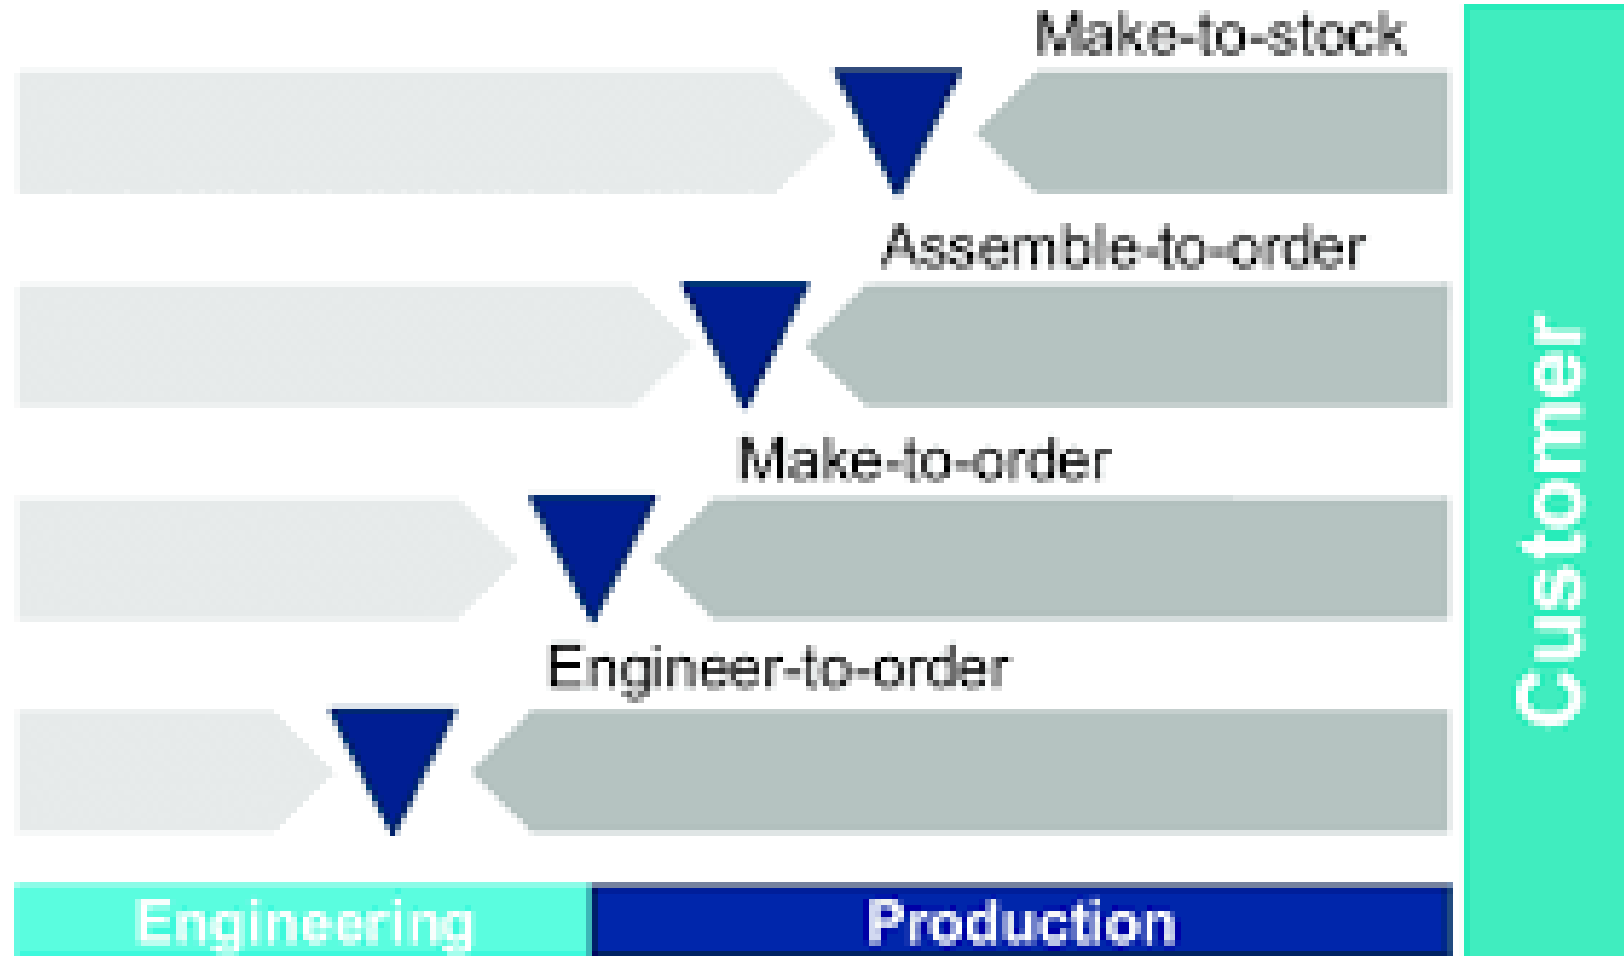 Make-to-stock
Assemble-to-order
Make-to-order
Engineer-to-order
Customer
Engineering
Production